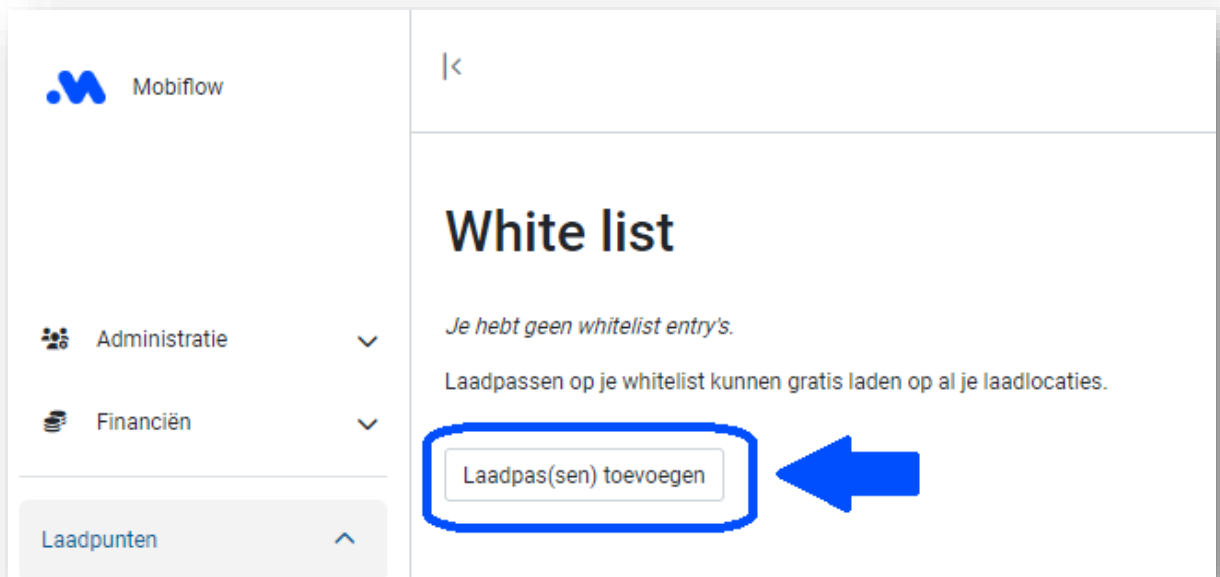 Mobiflow
White list
Je hebt geen whitelist entry's.
Administratie
Laadpassen op je whitelist kunnen gratis laden op al je laadlocaties.
Financiën
Laadpas(sen) toevoegen
Laadpunten